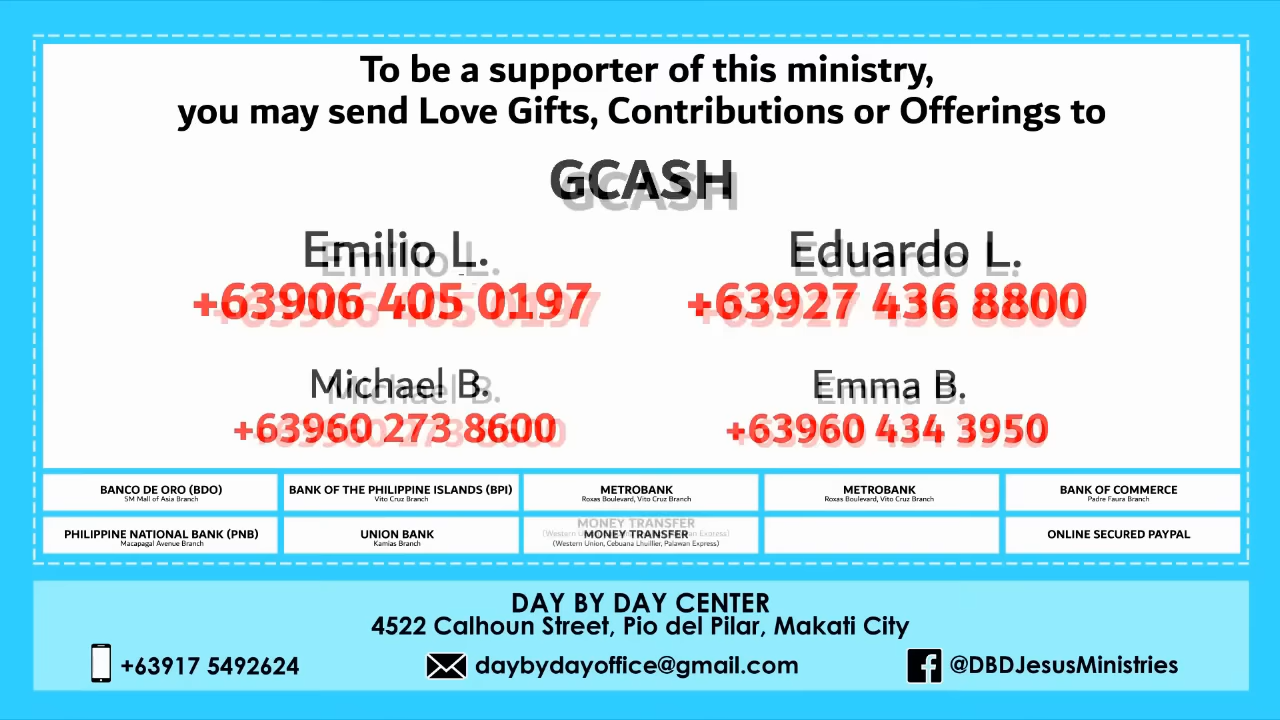 To be a supporter of this ministry,
you may send Love Gifts, Contributions or Offerings to
GCASH
Emilio L.
+63906 405 0197
Eduardo L.
+63927 436 8800
Michael B.
+63960 273 8600
Emma B.
+63960 434 3950
BANCO DE ORO (BDO)
SM Mall of Asia Branch
BANK OF THE PHILIPPINE ISLANDS (BPI)
Vito Cruz Branch
METROBANK
Roxas Boulevard, Vito Cruz Branch
METROBANK
Roxas Boulevard, Vito Cruz Branch
BANK OF COMMERCE
Padre Faura Branch
PHILIPPINE NATIONAL BANK (PNB)
Macapagal Avenue Branch
UNION BANK
Kamias Branch
MONEY TRANSFER
(Western Union, Cebuana Lhuillier, Palawan Express)
ONLINE SECURED PAYPAL
DAY BY DAY CENTER
4522 Calhoun Street, Pio del Pilar, Makati City
+63917 5492624
daybydayoffice@gmail.com
@DBDJesusMinistries